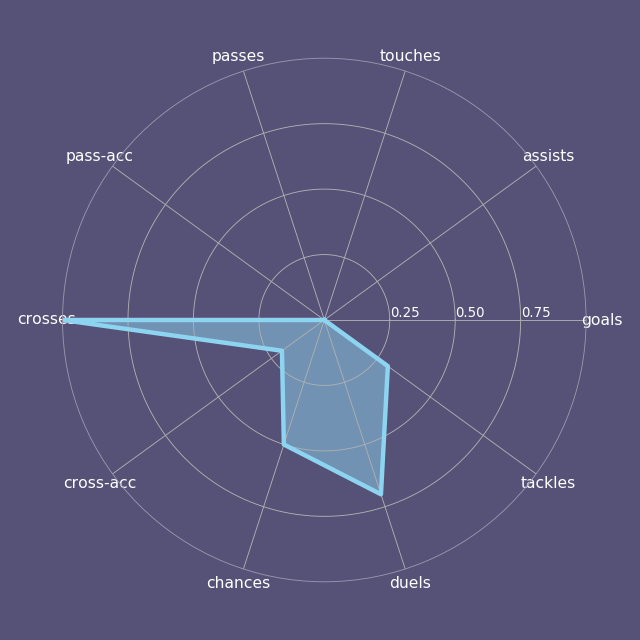 passes
touches
pass-acc
assists
crosses
0.25
0.50
0.75
goals
cross-acc
tackles
chances
duels